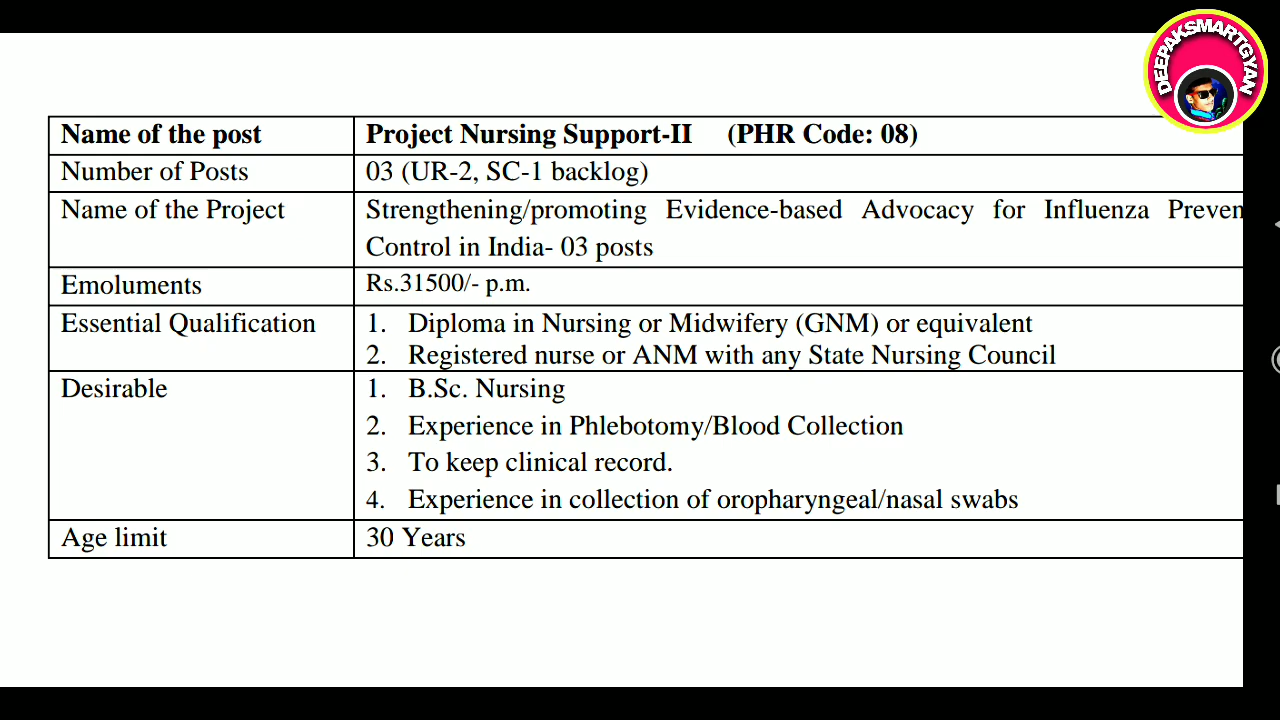 DEEPAKSMARTGYAN
Name of the post Project Nursing Support-II (PHR Code: 08)
Number of Posts 03 (UR-2, SC-1 backlog)
Name of the Project Strengthening/promoting Evidence-based Advocacy for Influenza
Control in India- 03 posts
Emoluments Rs.31500/- p.m.
Essential Qualification 1. Diploma in Nursing or Midwifery (GNM) or equivalent
2. Registered nurse or ANM with any State Nursing Council
Desirable 1. B.Sc. Nursing
2. Experience in Phlebotomy/Blood Collection
3. To keep clinical record.
4. Experience in collection of oropharyngeal/nasal swabs
Age limit 30 Years